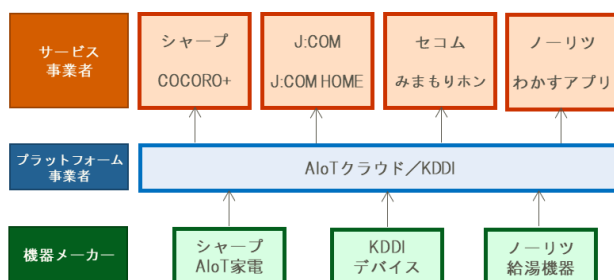 サービス
事業者
シャープ
COCORO+
J:COM
J:COM HOME
セコム
みまもりホン
ノーリツ
わかすアプリ
プラットフォーム
事業者
AIoTクラウド／KDDI
機器メーカー
シャープ
AIoT家電
KDDI
デバイス
ノーリツ
給湯機器